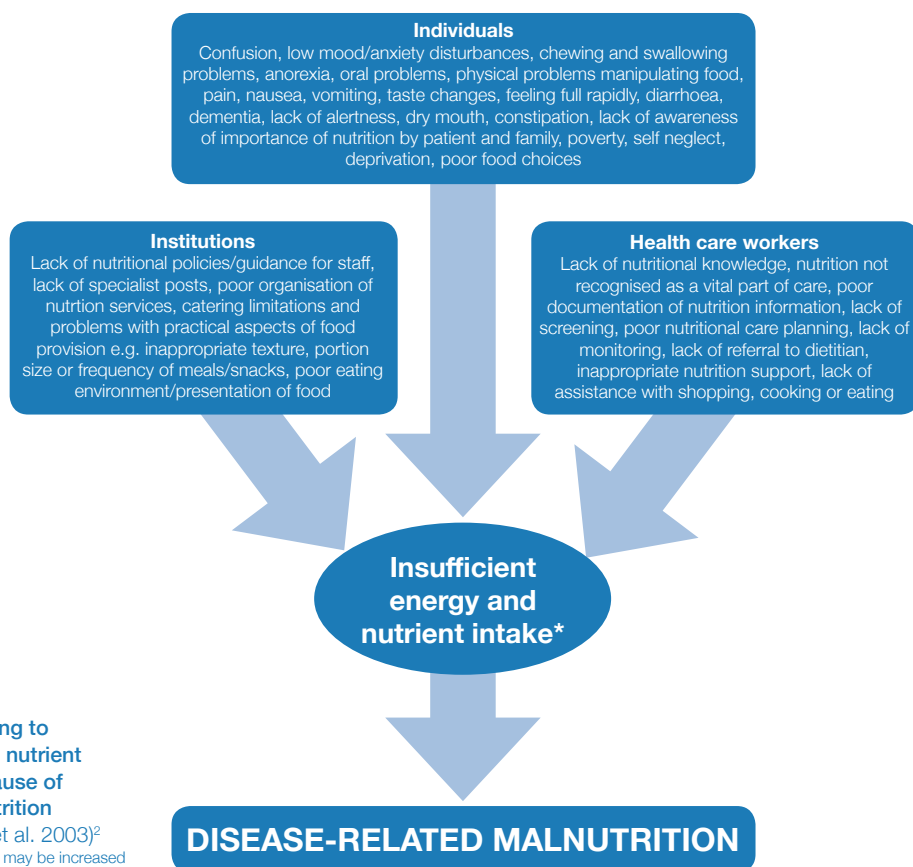 Individuals
Confusion, low mood/anxiety disturbances, chewing and swallowing
problems, anorexia, oral problems, physical problems manipulating food,
pain, nausea, vomiting, taste changes, feeling full rapidly, diarrhoea,
dementia, lack of alertness, dry mouth, constipation, lack of awareness
of importance of nutrition by patient and family, poverty, self neglect,
deprivation, poor food choices
Institutions
Lack of nutritional policies/guidance for staff,
lack of specialist posts, poor organisation of
nutrtion services, catering limitations and
problems with practical aspects of food
provision e.g. inappropriate texture, portion
size or frequency of meals/snacks, poor eating
environment/presentation of food
Health care workers
Lack of nutritional knowledge, nutrition not
recognised as a vital part of care, poor
documentation of nutrition information, lack of
screening, poor nutritional care planning, lack of
monitoring, lack of referral to dietitian,
inappropriate nutrition support, lack of
assistance with shopping, cooking or eating
Insufficient
energy and
nutrient intake*
ng to
nutrient
ause of
trition
et al. 2003)²
may be increased
DISEASE-RELATED MALNUTRITION